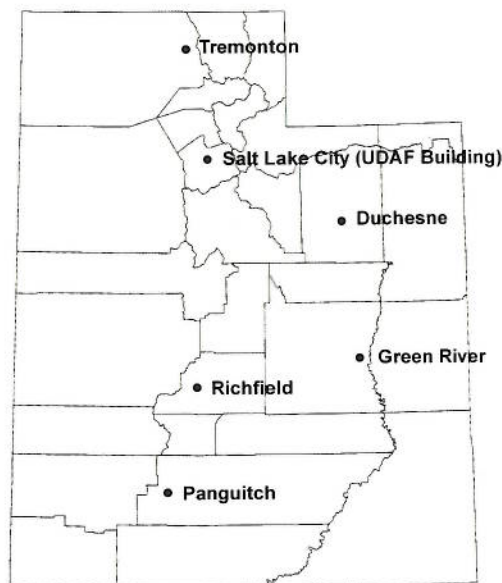 Tremonton
Salt Lake City (UDAF Building)
Duchesne
Green River
Richfield
Panguitch